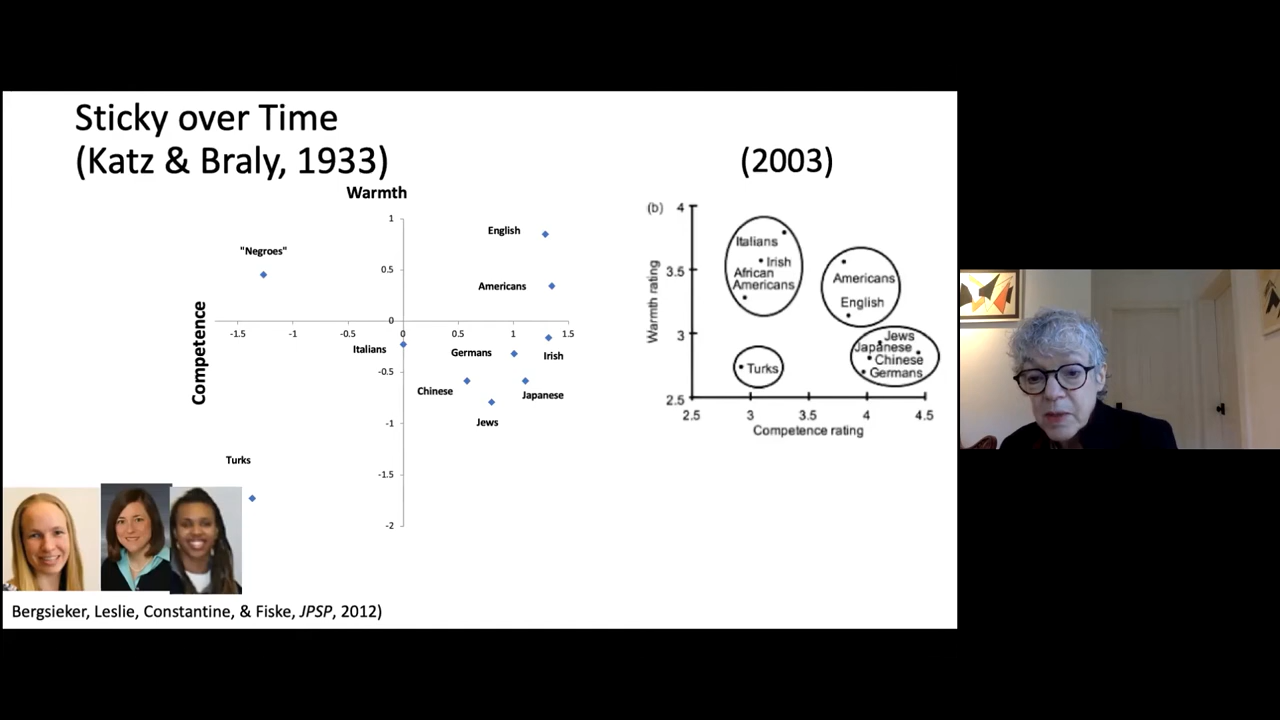 Sticky over Time
(Katz & Braly, 1933)
(2003)
Warmth
Competence
1
0.5
0
-0.5
-1
-1.5
-2
-1.5
-1
-0.5
0
0.5
1
1.5
English
"Negroes"
Americans
Italians
Germans
Irish
Chinese
Japanese
Jews
Turks
(b)
4
3.5
3
2.5
Warmth rating
Italians
Irish
African
Americans
Americans
English
Jews
Japanese
Chinese
Germans
Turks
2.5
3
3.5
4
4.5
Competence rating
Bergsieker, Leslie, Constantine, & Fiske, JPSP, 2012)